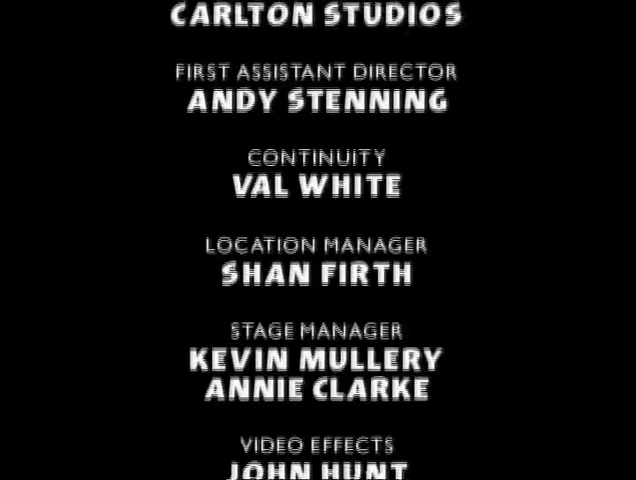 CARLTON STUDIOS
FIRST ASSISTANT DIRECTOR
ANDY STENNING
CONTINUITY
VAL WHITE
LOCATION MANAGER
SHAN FIRTH
STAGE MANAGER
KEVIN MULLERY
ANNIE CLARKE
VIDEO EFFECTS
JOHN HUNT